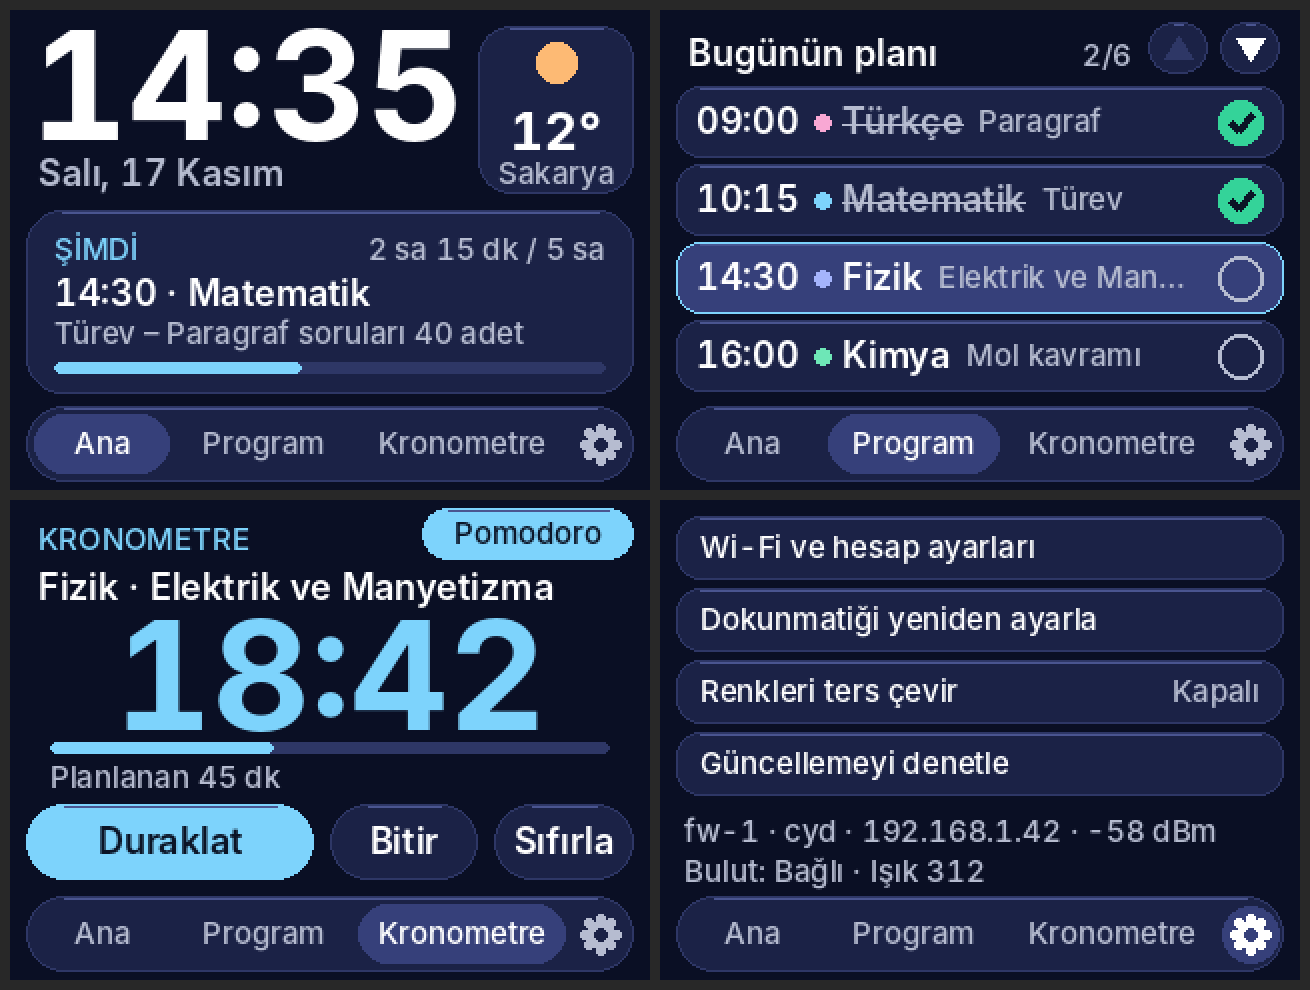 14:35
Salı, 17 Kasım
12°
Sakarya
ŞİMDİ 2 sa 15 dk / 5 sa
14:30 · Matematik
Türev – Paragraf soruları 40 adet
Ana Program Kronometre
Bugünün planı 2/6
09:00 Türkçe Paragraf
10:15 Matematik Türev
14:30 Fizik Elektrik ve Man...
16:00 Kimya Mol kavramı
Ana Program Kronometre
KRONOMETRE Pomodoro
Fizik · Elektrik ve Manyetizma
18:42
Planlanan 45 dk
Duraklat Bitir Sıfırla
Ana Program Kronometre
Wi-Fi ve hesap ayarları
Dokunmatiği yeniden ayarla
Renkleri ters çevir Kapalı
Güncellemeyi denetle
fw-1 · cyd · 192.168.1.42 · -58 dBm
Bulut: Bağlı · Işık 312
Ana Program Kronometre